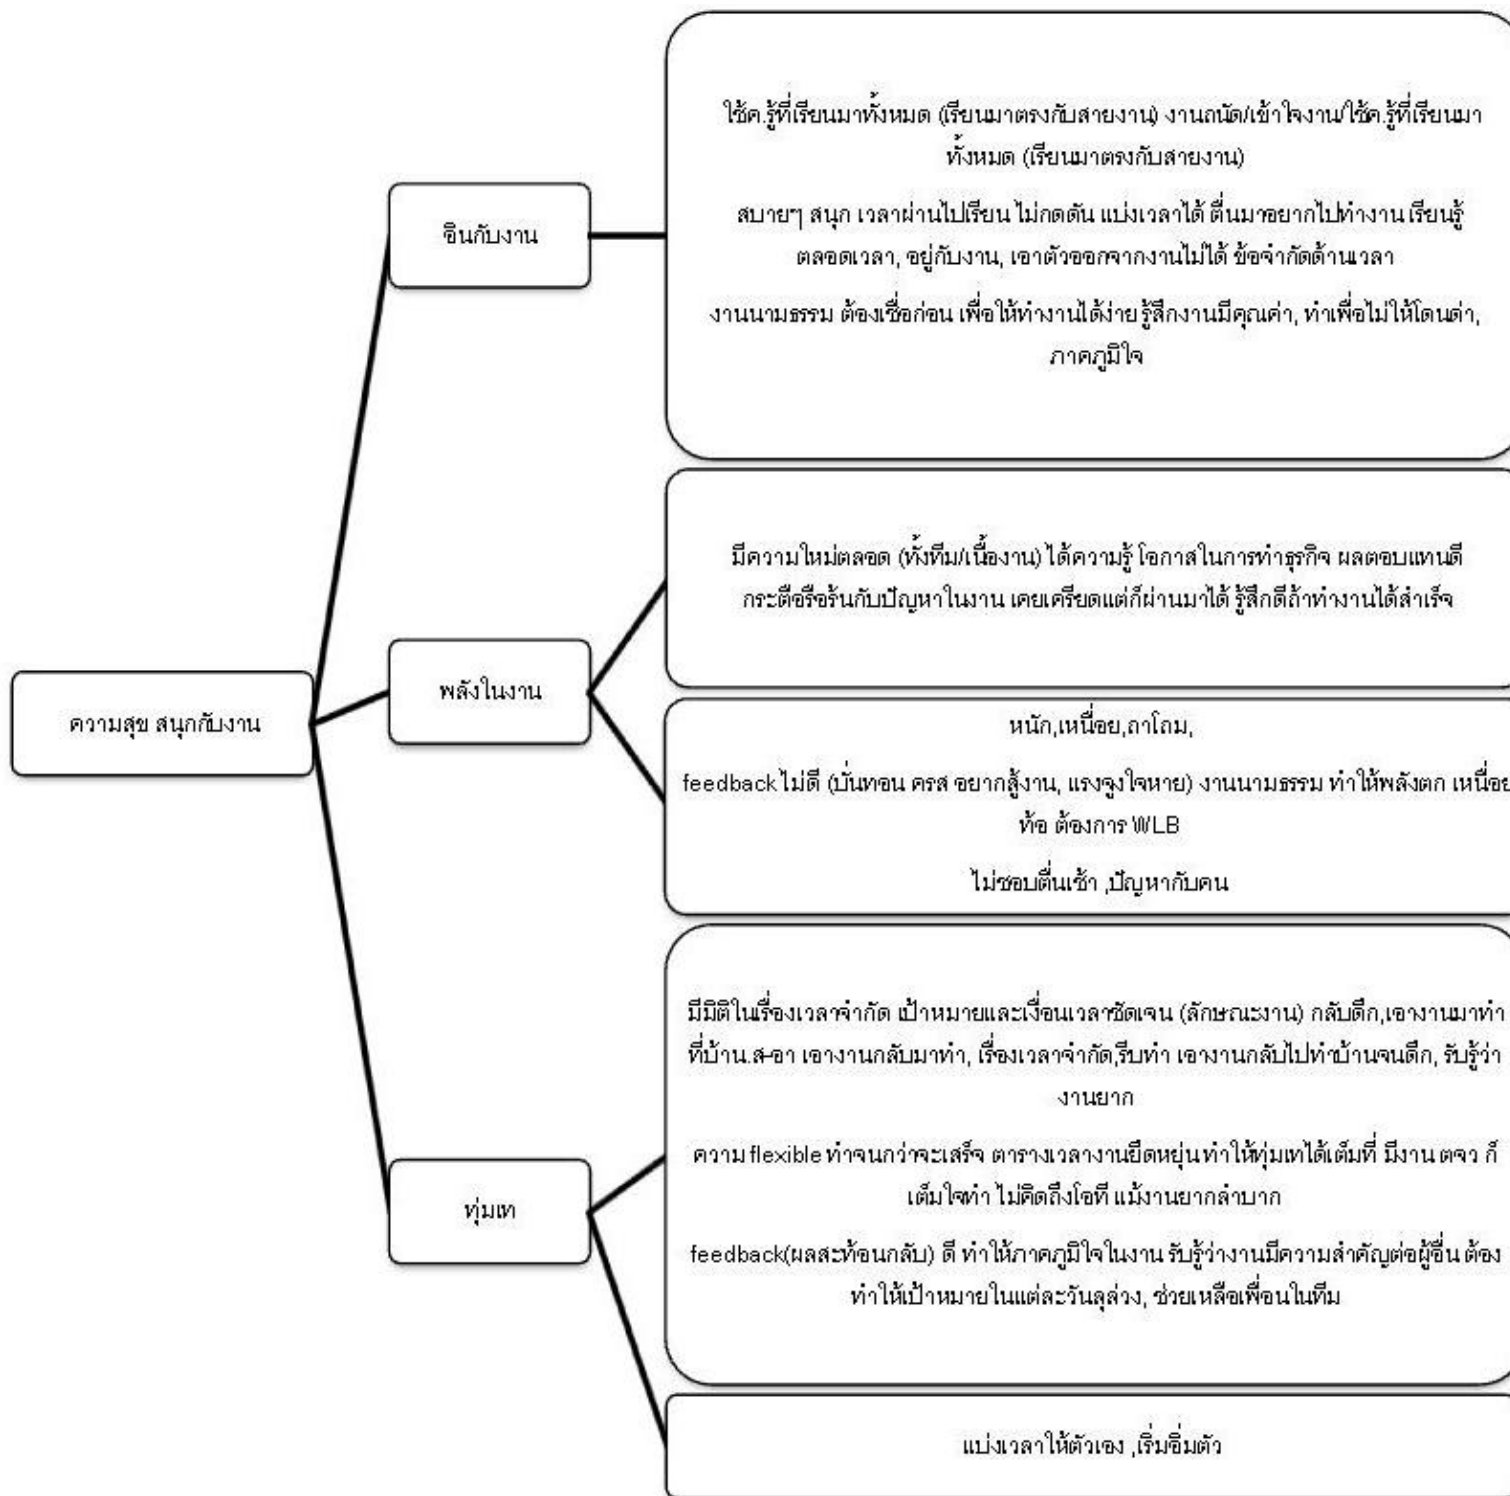 ใช้ค.รู้ที่เรียนมาทั้งหมด (เรียนมาตรงกับสายงาน) งานถนัด/เข้าใจงาน/ใช้ค.รู้ที่เรียนมา
ทั้งหมด (เรียนมาตรงกับสายงาน)
สบายๆ สนุก เวลาผ่านไปเรียน ไม่กดดัน แบ่งเวลาได้ ตื่นมาอยากไปทำงาน เรียนรู้
ตลอดเวลา, อยู่กับงาน, เอาตัวออกจากงานไม่ได้ ข้อจำกัดด้านเวลา
งานนามธรรม ต้องเชื่อก่อน เพื่อให้ทำงานได้ง่าย รู้สึกงานมีคุณค่า, ทำเพื่อไม่ให้โดนด่า,
ภาคภูมิใจ
อินกับงาน
มีความใหม่ตลอด (ทั้งทีม/เนื้องาน) ได้ความรู้ โอกาสในการทำธุรกิจ ผลตอบแทนดี
กระตือรือร้นกับปัญหาในงาน เคยเครียดแต่ก็ผ่านมาได้ รู้สึกดีถ้าทำงานได้สำเร็จ
พลังในงาน
ความสุข สนุกกับงาน
หนัก,เหนื่อย,ถาโถม,
feedback ไม่ดี (บั่นทอน ครส อยากสู้งาน, แรงจูงใจหาย) งานนามธรรม ทำให้พลังตก เหนื่อย
ท้อ ต้องการ WLB
ไม่ชอบตื่นเช้า ,ปัญหากับคน
มีมิติในเรื่องเวลาจำกัด เป้าหมายและเงื่อนเวลาชัดเจน (ลักษณะงาน) กลับดึก,เอางานมาทำ
ที่บ้าน.ส-อา เอางานกลับมาทำ, เรื่องเวลาจำกัด,รีบทำ เอางานกลับไปทำบ้านจนดึก, รับรู้ว่า
งานยาก
ความ flexible ทำจนกว่าจะเสร็จ ตารางเวลางานยืดหยุ่น ทำให้ทุ่มเทได้เต็มที่ มีงาน ตจว ก็
เต็มใจทำ ไม่คิดถึงโอที แม้งานยากลำบาก
feedback(ผลสะท้อนกลับ) ดี ทำให้ภาคภูมิใจในงาน รับรู้ว่างานมีความสำคัญต่อผู้อื่น ต้อง
ทำให้เป้าหมายในแต่ละวันลุล่วง, ช่วยเหลือเพื่อนในทีม
ทุ่มเท
แบ่งเวลาให้ตัวเอง ,เริ่มอิ่มตัว